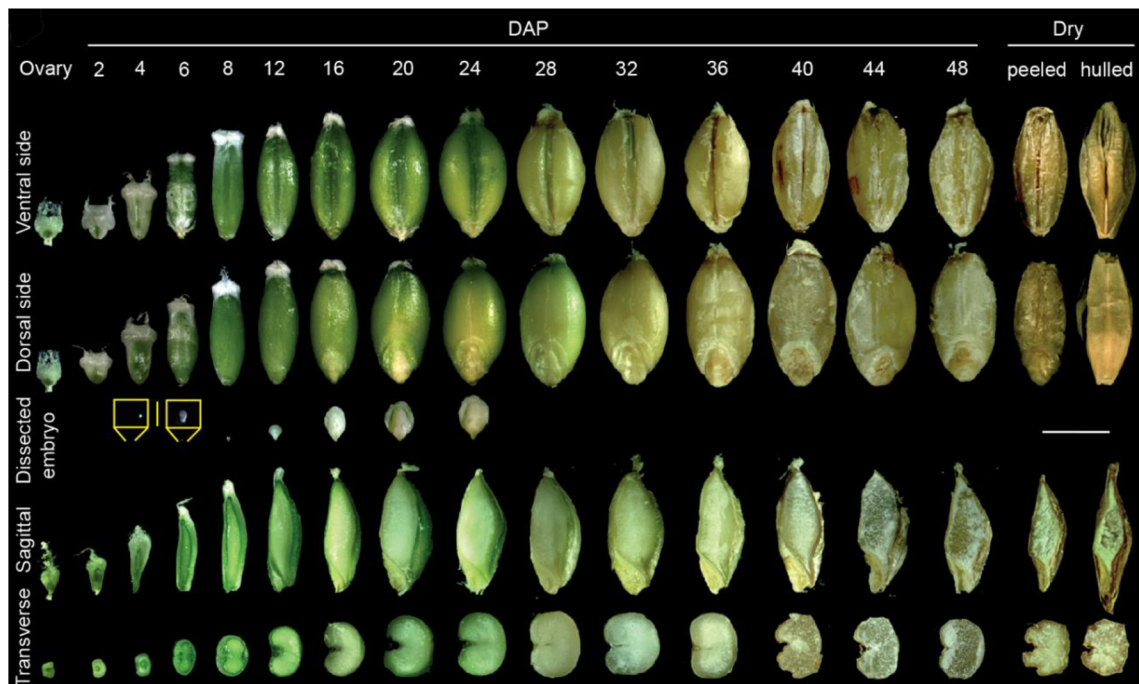 DAP Dry
Ovary 2 4 6 8 12 16 20 24 28 32 36 40 44 48 peeled hulled
Ventral side
Dorsal side
Dissected
embryo
Sagittal
Transverse